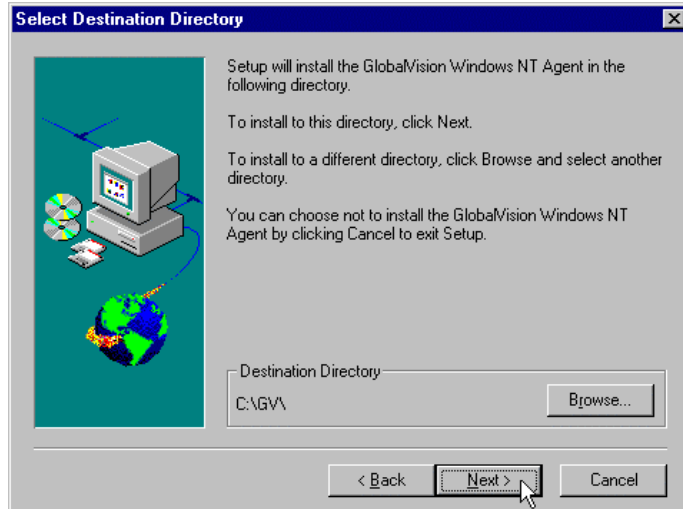 Select Destination Directory
Setup will install the GlobalVision Windows NT Agent in the
following directory.
To install to this directory, click Next.
To install to a different directory, click Browse and select another
directory.
You can choose not to install the GlobalVision Windows NT
Agent by clicking Cancel to exit Setup.
Destination Directory
C:\GV\
Browse...
< Back
Next >
Cancel